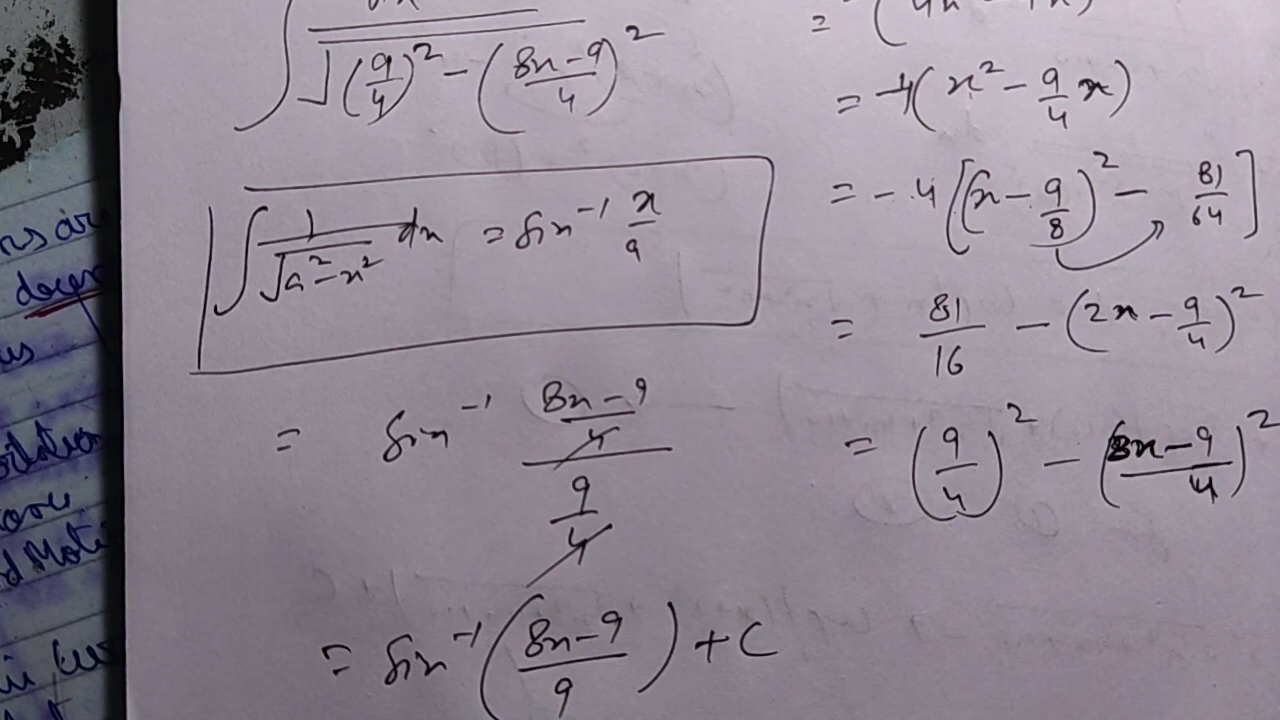 ∫ dx / √((9/4)² − ((8x−9)/4)²)
∫ 1/√(a²−x²) dx = sin⁻¹ x/a
= sin⁻¹ ((8x−9)/4) / (9/4)
= sin⁻¹((8x−9)/9) + C
= −4(x² − 9/4 x)
= −4[(x − 9/8)² − 81/64]
= 81/16 − (2x − 9/4)²
= (9/4)² − ((8x−9)/4)²
us